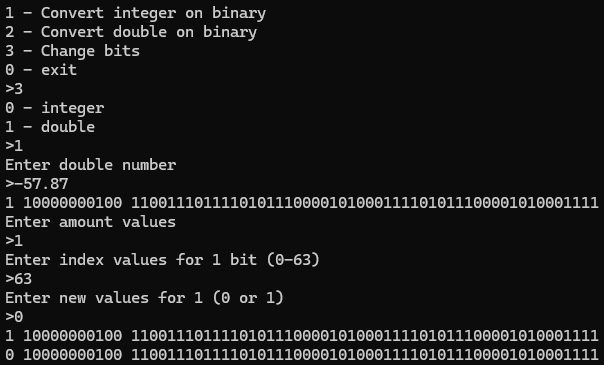 1 – Convert integer on binary
2 – Convert double on binary
3 – Change bits
0 – exit
>3
0 – integer
1 – double
>1
Enter double number
>-57.87
1 10000000100 1100111011110101110000101000111101011100001010001111
Enter amount values
>1
Enter index values for 1 bit (0-63)
>63
Enter new values for 1 (0 or 1)
>0
1 10000000100 1100111011110101110000101000111101011100001010001111
0 10000000100 1100111011110101110000101000111101011100001010001111